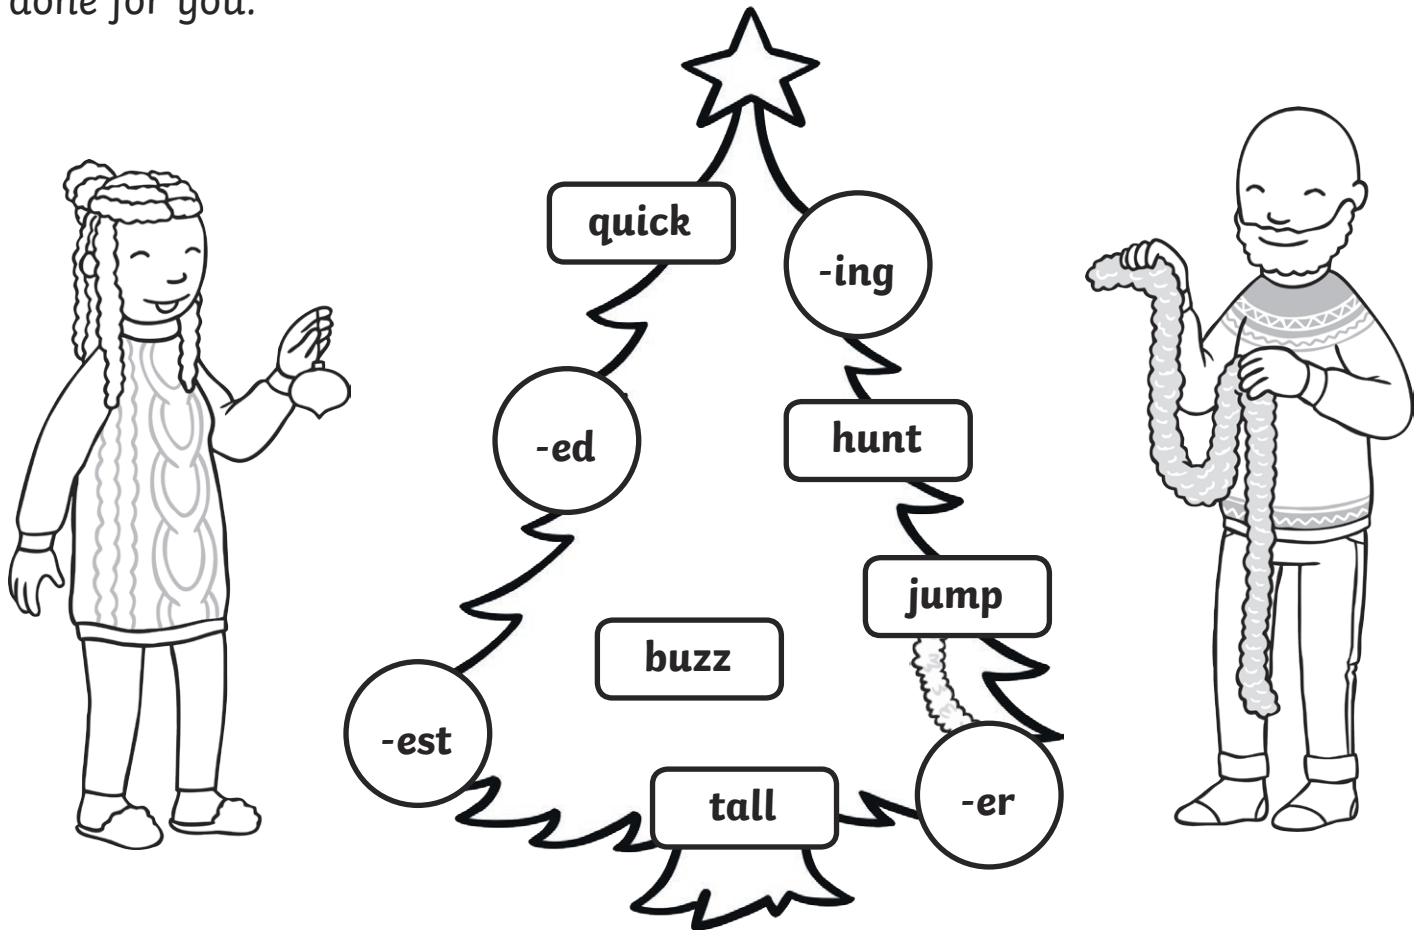 done for you.
quick
-ing
-ed
hunt
jump
buzz
-est
tall
-er